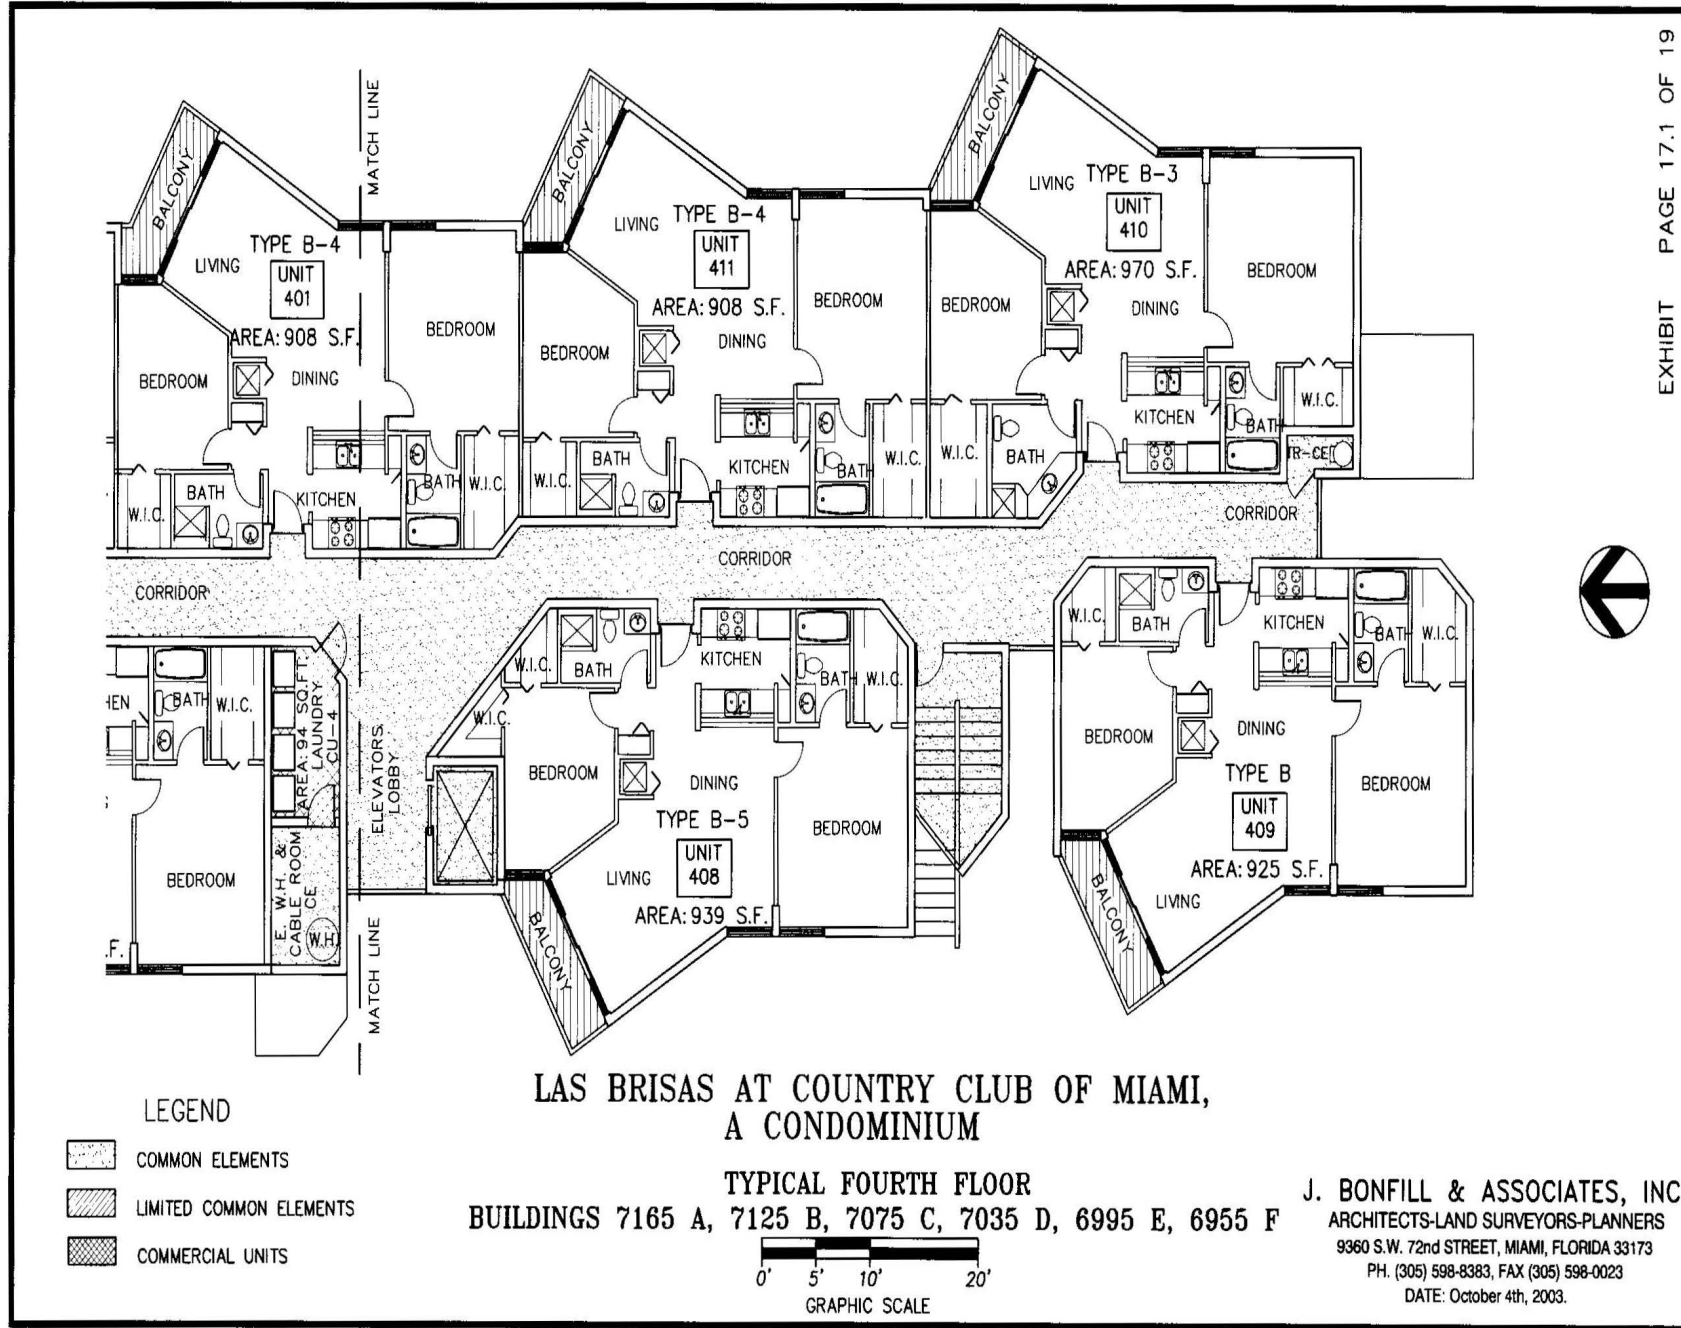 EXHIBIT PAGE 17.1 OF 19
MATCH LINE
BALCONY
TYPE B-4
UNIT
401
LIVING
AREA: 908 S.F.
BEDROOM
DINING
BEDROOM
KITCHEN
BATH
W.I.C.
BATH
W.I.C.
BALCONY
TYPE B-4
UNIT
411
LIVING
AREA: 908 S.F.
BEDROOM
DINING
BEDROOM
KITCHEN
BATH
W.I.C.
BATH
W.I.C.
BALCONY
TYPE B-3
UNIT
410
LIVING
AREA: 970 S.F.
BEDROOM
DINING
BEDROOM
KITCHEN
BATH
W.I.C.
BATH
W.I.C.
CORRIDOR
CORRIDOR
CORRIDOR
HEN
BATH
W.I.C.
BEDROOM
.F.
AREA: 94 SQ.FT.
LAUNDRY
CU-4
E. W.H. &
CABLE ROOM
CE
W.H.
ELEVATORS
LOBBY
MATCH LINE
W.I.C.
W.I.C.
BATH
KITCHEN
BATH
W.I.C.
BEDROOM
DINING
TYPE B-5
UNIT
408
LIVING
AREA: 939 S.F.
BEDROOM
BALCONY
W.I.C.
BATH
KITCHEN
BATH
W.I.C.
BEDROOM
DINING
TYPE B
UNIT
409
AREA: 925 S.F.
LIVING
BEDROOM
BALCONY
LAS BRISAS AT COUNTRY CLUB OF MIAMI,
A CONDOMINIUM
LEGEND
COMMON ELEMENTS
LIMITED COMMON ELEMENTS
COMMERCIAL UNITS
TYPICAL FOURTH FLOOR
BUILDINGS 7165 A, 7125 B, 7075 C, 7035 D, 6995 E, 6955 F
0' 5' 10' 20'
GRAPHIC SCALE
J. BONFILL & ASSOCIATES, INC
ARCHITECTS-LAND SURVEYORS-PLANNERS
9360 S.W. 72nd STREET, MIAMI, FLORIDA 33173
PH. (305) 598-8383, FAX (305) 598-0023
DATE: October 4th, 2003.